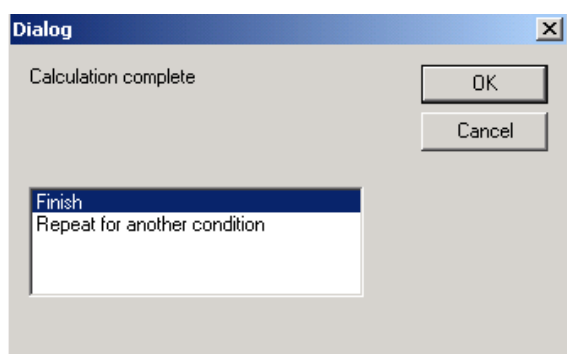 Dialog
Calculation complete
OK
Cancel
Finish
Repeat for another condition